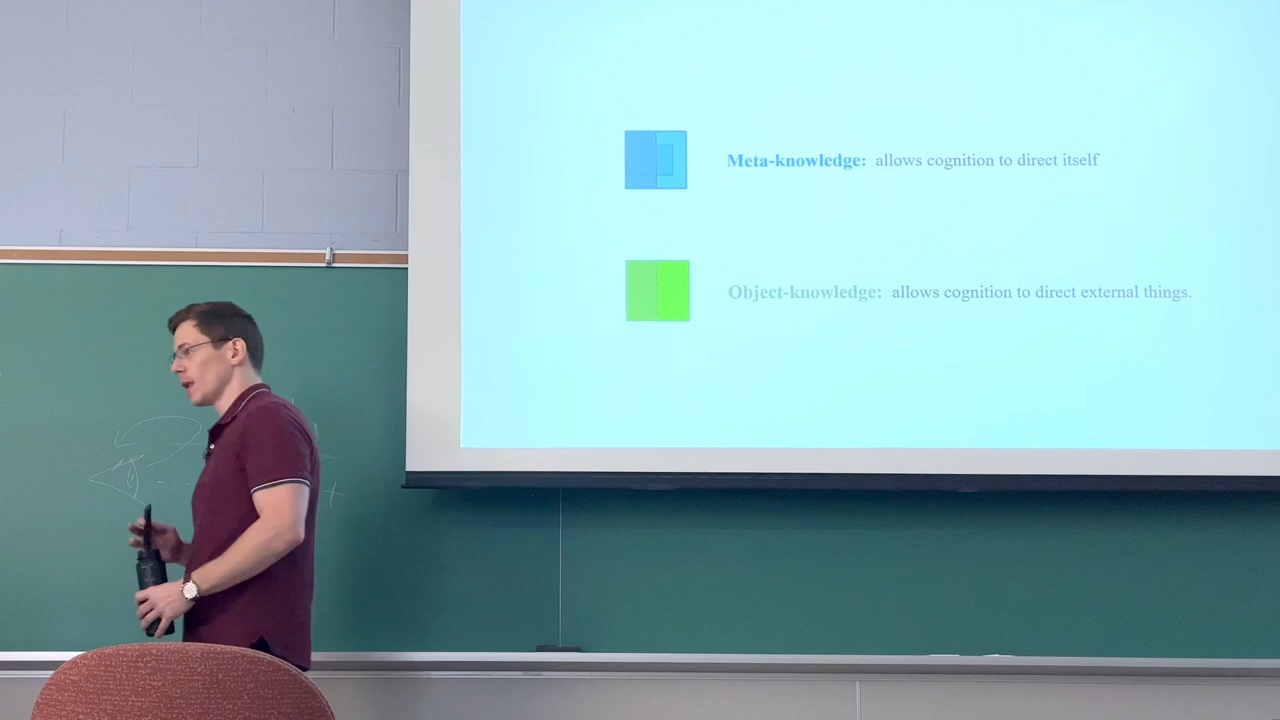 Meta-knowledge: allows cognition to direct itself
Object-knowledge: allows cognition to direct external things.